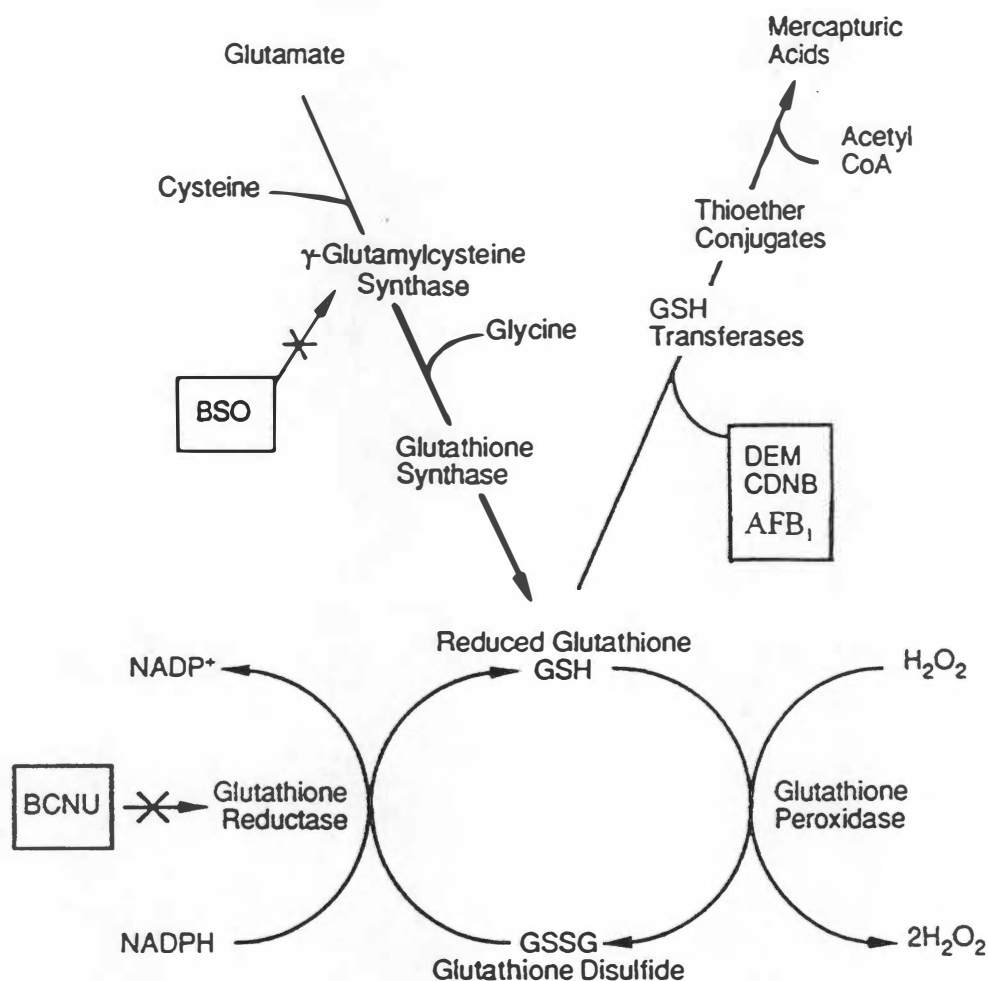 Mercapturic
Acids
Glutamate
Acetyl
CoA
Cysteine
Thioether
Conjugates
γ-Glutamylcysteine
Synthase
GSH
Transferases
Glycine
BSO
DEM
CDNB
AFB₁
Glutathione
Synthase
Reduced Glutathione
GSH
NADP⁺
H₂O₂
BCNU
Glutathione
Reductase
Glutathione
Peroxidase
NADPH
GSSG
Glutathione Disulfide
2H₂O₂